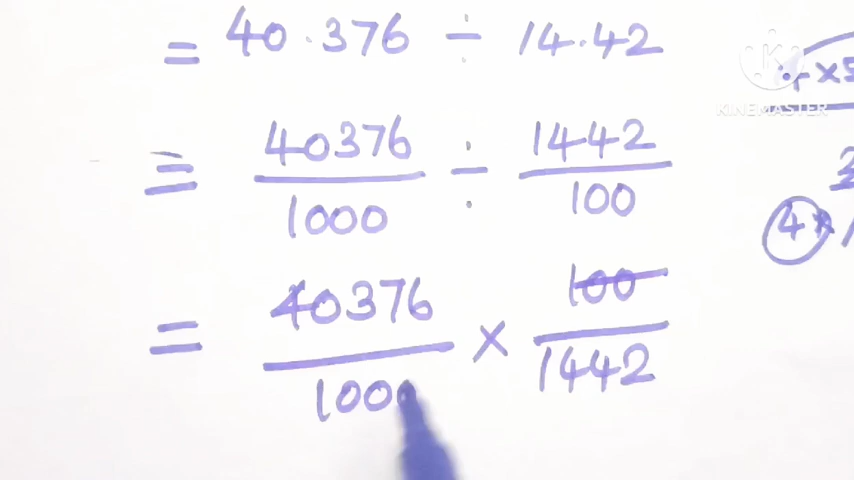 = 40.376 ÷ 14.42
KINEMASTER
= 40376/1000 ÷ 1442/100
= 40376/1000 × 100/1442